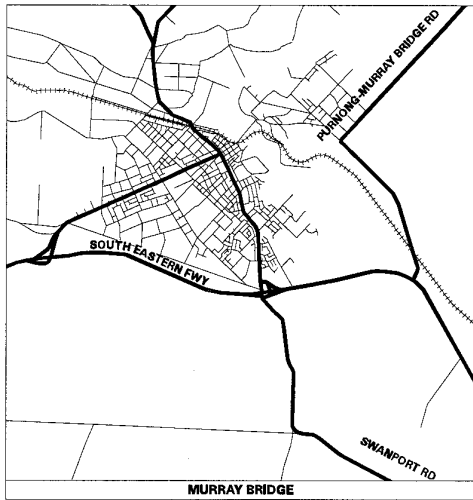 PURNONG-MURRAY BRIDGE RD
SOUTH EASTERN FWY
SWANPORT RD
MURRAY BRIDGE